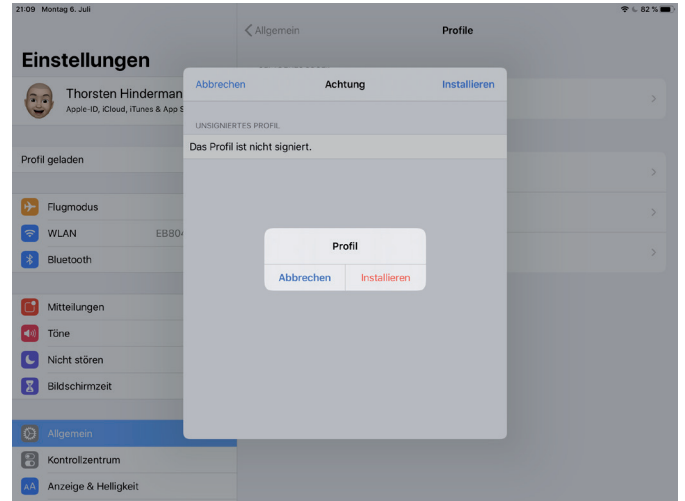 21:09 Montag 6. Juli
82 %
Allgemein
Profile
Einstellungen
Thorsten Hinderman
Apple-ID, iCloud, iTunes & App S
Profil geladen
Flugmodus
WLAN EB804
Bluetooth
Mitteilungen
Töne
Nicht stören
Bildschirmzeit
Allgemein
Kontrollzentrum
AA Anzeige & Helligkeit
Abbrechen Achtung Installieren
UNSIGNIERTES PROFIL
Das Profil ist nicht signiert.
Profil
Abbrechen Installieren